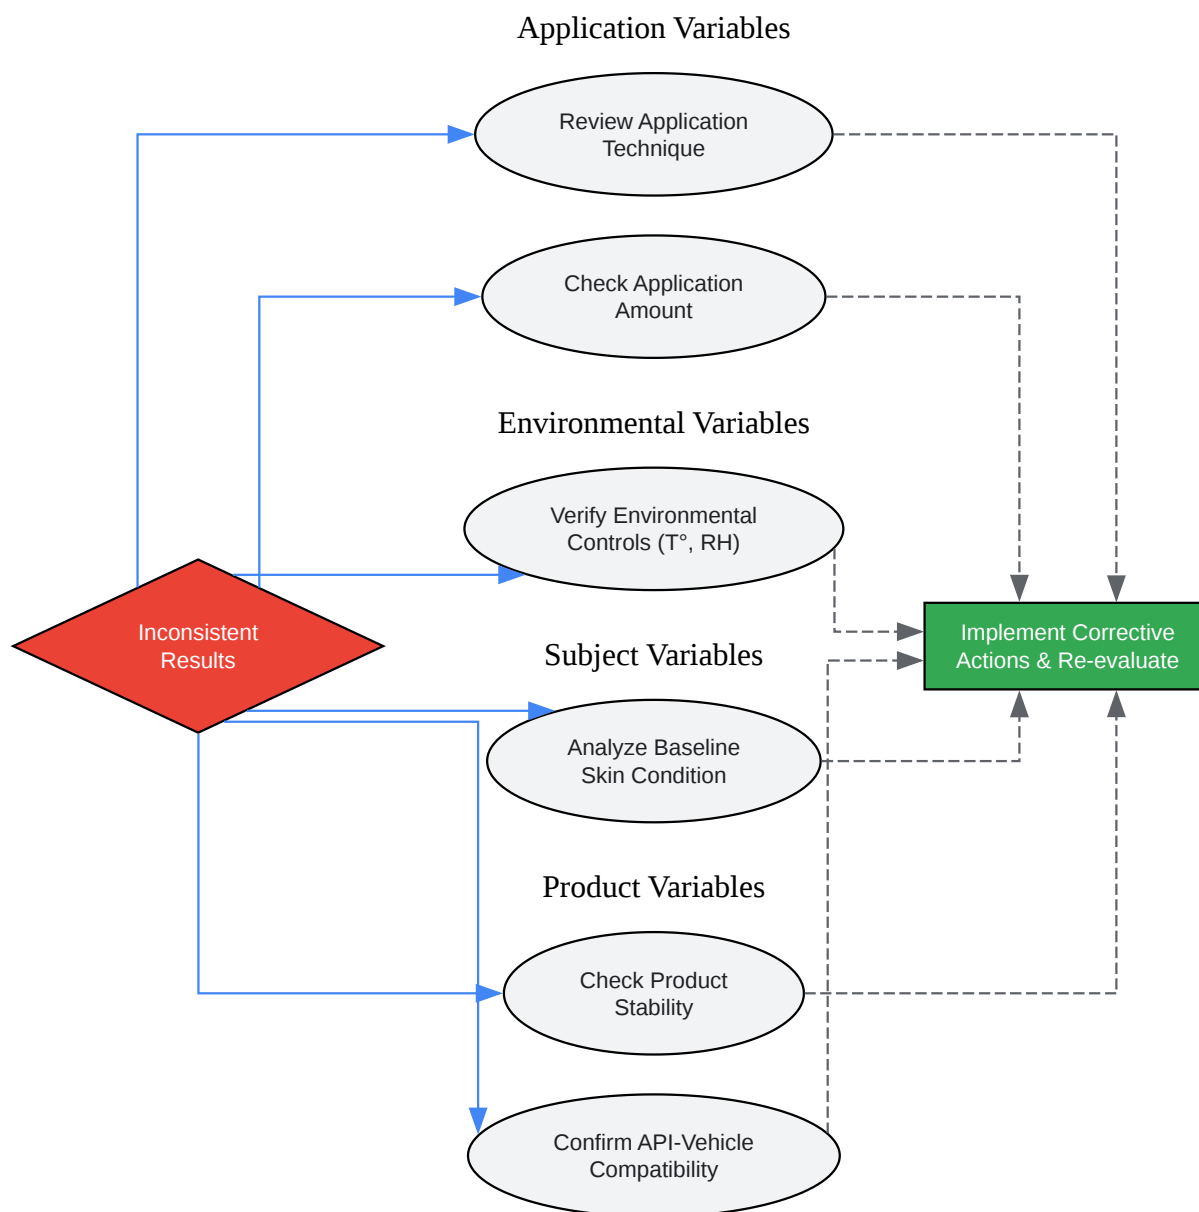 Application Variables
Review Application
Technique
Check Application
Amount
Environmental Variables
Verify Environmental
Controls (T°, RH)
Inconsistent
Results
Implement Corrective
Actions & Re-evaluate
Subject Variables
Analyze Baseline
Skin Condition
Product Variables
Check Product
Stability
Confirm API-Vehicle
Compatibility